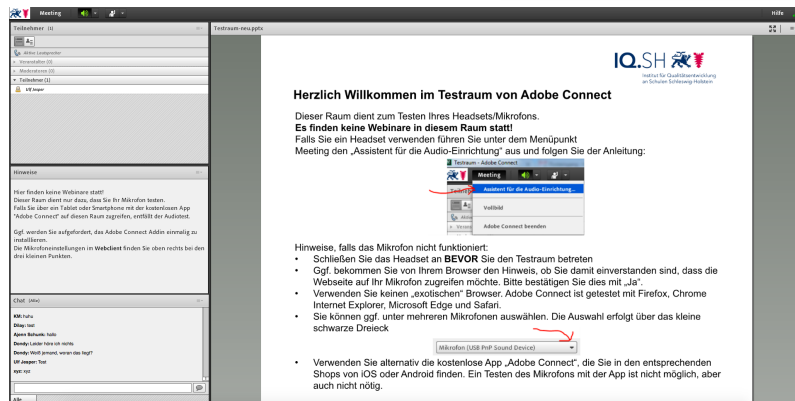 Meeting
Hilfe
Teilnehmer (1)
Aktive Lautsprecher
Veranstalter (0)
Moderatoren (0)
Teilnehmer (1)
Ulf Jesper
Hinweise
Hier finden keine Webinare statt!
Dieser Raum dient nur dazu, dass Sie Ihr Mikrofon testen.
Falls Sie über ein Tablet oder Smartphone mit der kostenlosen App
"Adobe Connect" auf diesen Raum zugreifen, entfällt der Audiotest.
Ggf. werden Sie aufgefordert, das Adobe Connect Addin einmalig zu
installlieren.
Die Mikrofoneinstellungen im Webclient finden Sie oben rechts bei den
drei kleinen Punkten.
Chat (Alle)
KM: huhu
Dilay: test
Ajenn Schunk: hallo
Dondy: Leider höre ich nichts
Dondy: Weiß jemand, woran das liegt?
Ulf Jesper: Test
xyz: xyz
Alle
Testraum-neu.pptx
IQ.SH
Institut für Qualitätsentwicklung
an Schulen Schleswig-Holstein
Herzlich Willkommen im Testraum von Adobe Connect
Dieser Raum dient zum Testen Ihres Headsets/Mikrofons.
Es finden keine Webinare in diesem Raum statt!
Falls Sie ein Headset verwenden führen Sie unter dem Menüpunkt
Meeting den „Assistent für die Audio-Einrichtung" aus und folgen Sie der Anleitung:
Testraum - Adobe Connect
Meeting
Assistent für die Audio-Einrichtung...
Vollbild
Adobe Connect beenden
Hinweise, falls das Mikrofon nicht funktioniert:
• Schließen Sie das Headset an BEVOR Sie den Testraum betreten
• Ggf. bekommen Sie von Ihrem Browser den Hinweis, ob Sie damit einverstanden sind, dass die
Webseite auf Ihr Mikrofon zugreifen möchte. Bitte bestätigen Sie dies mit „Ja".
• Verwenden Sie keinen „exotischen" Browser. Adobe Connect ist getestet mit Firefox, Chrome
Internet Explorer, Microsoft Edge und Safari.
• Sie können ggf. unter mehreren Mikrofonen auswählen. Die Auswahl erfolgt über das kleine
schwarze Dreieck
Mikrofon (USB PnP Sound Device)
• Verwenden Sie alternativ die kostenlose App „Adobe Connect", die Sie in den entsprechenden
Shops von iOS oder Android finden. Ein Testen des Mikrofons mit der App ist nicht möglich, aber
auch nicht nötig.